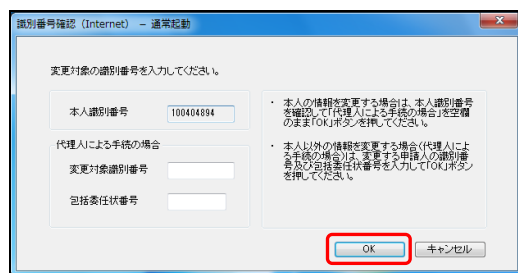 識別番号確認（Internet） － 通常起動
変更対象の識別番号を入力してください。
本人識別番号 100404894
代理人による手続の場合
変更対象識別番号
包括委任状番号
・ 本人の情報を変更する場合は、本人識別番号
を確認して「代理人による手続の場合」を空欄
のまま「OK」ボタンを押してください。
・ 本人以外の情報を変更する場合（代理人によ
る手続の場合）は、変更する申請人の識別番
号及び包括委任状番号を入力して「OK」ボタン
を押してください。
OK キャンセル